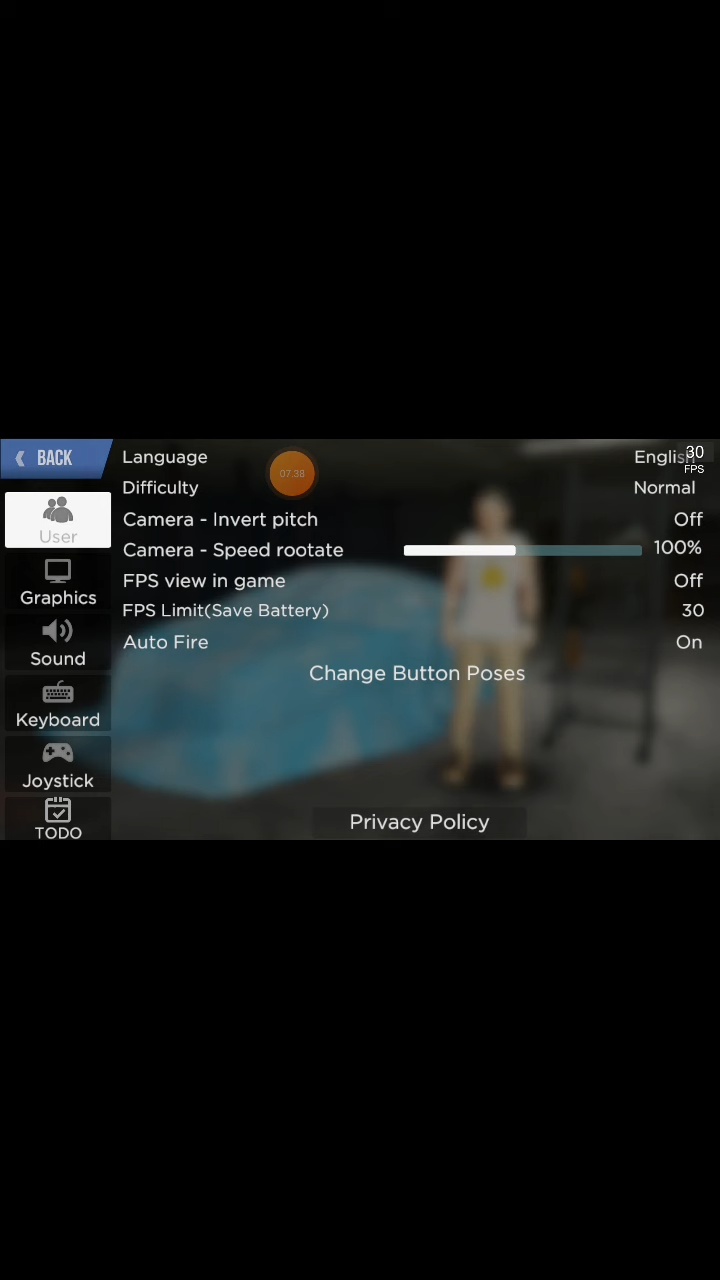 BACK
Language English
30
FPS
07.38
Difficulty Normal
User
Camera - Invert pitch Off
Camera - Speed rootate 100%
Graphics
FPS view in game Off
FPS Limit(Save Battery) 30
Sound
Auto Fire On
Change Button Poses
Keyboard
Joystick
TODO
Privacy Policy